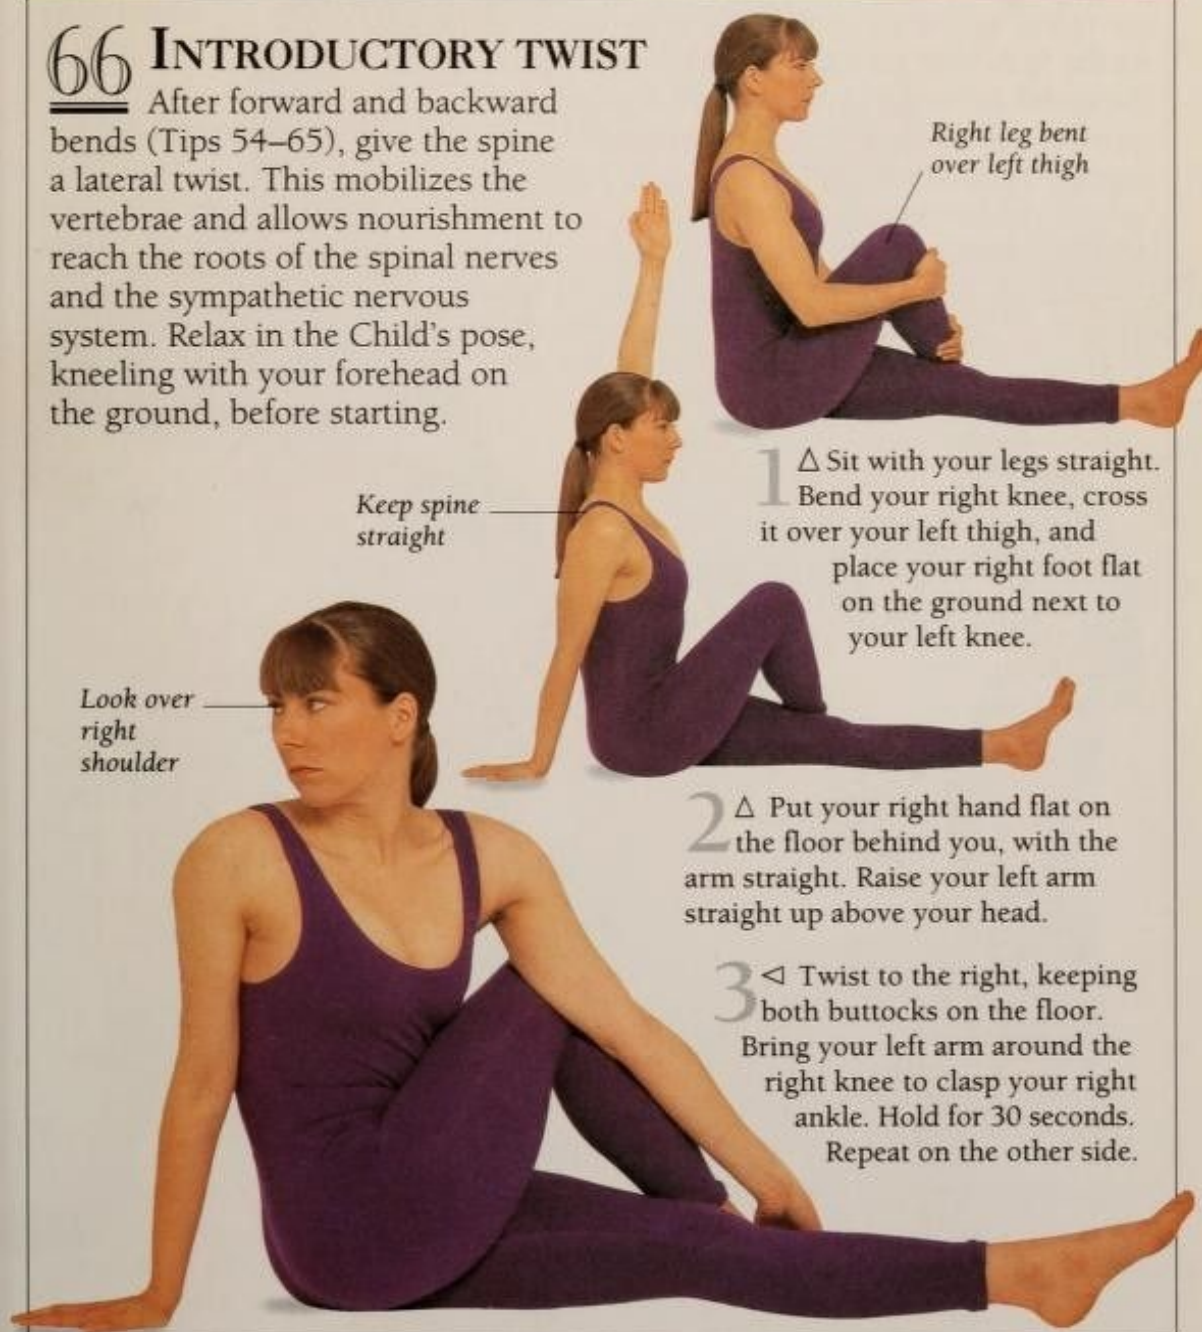 66 INTRODUCTORY TWIST
After forward and backward
bends (Tips 54–65), give the spine
a lateral twist. This mobilizes the
vertebrae and allows nourishment to
reach the roots of the spinal nerves
and the sympathetic nervous
system. Relax in the Child's pose,
kneeling with your forehead on
the ground, before starting.
Right leg bent
over left thigh
1 △ Sit with your legs straight.
Bend your right knee, cross
it over your left thigh, and
place your right foot flat
on the ground next to
your left knee.
Keep spine
straight
2 △ Put your right hand flat on
the floor behind you, with the
arm straight. Raise your left arm
straight up above your head.
Look over
right
shoulder
3 ◁ Twist to the right, keeping
both buttocks on the floor.
Bring your left arm around the
right knee to clasp your right
ankle. Hold for 30 seconds.
Repeat on the other side.